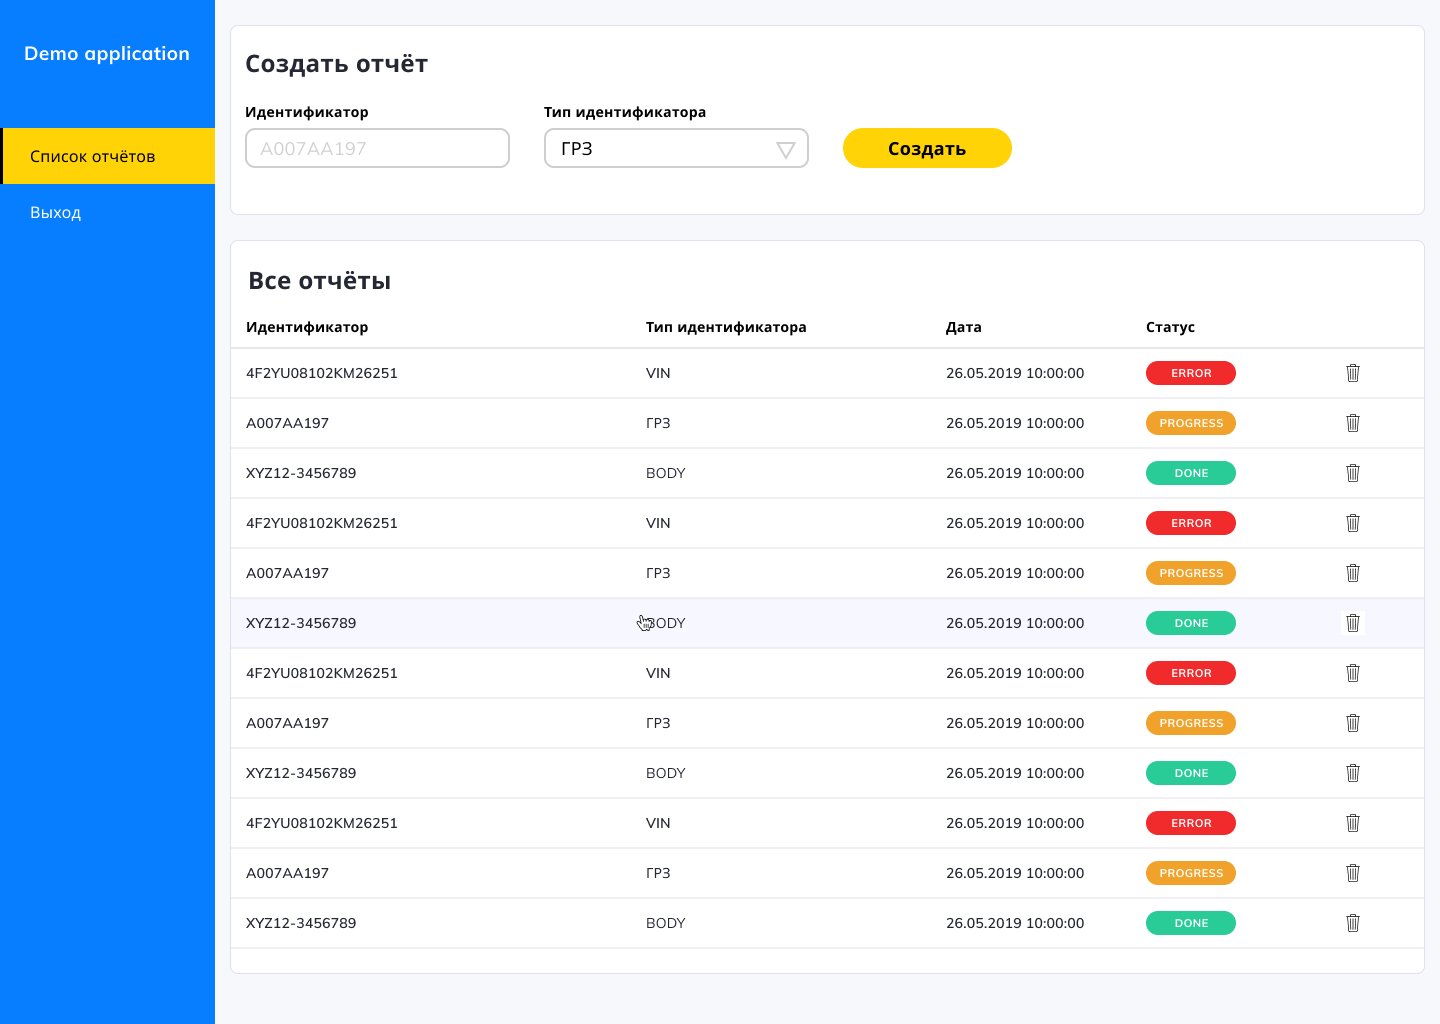 Demo application
Список отчётов
Выход
Создать отчёт
Идентификатор Тип идентификатора
A007AA197 ГРЗ Создать
Все отчёты
Идентификатор Тип идентификатора Дата Статус
4F2YU08102KM26251 VIN 26.05.2019 10:00:00 ERROR
A007AA197 ГРЗ 26.05.2019 10:00:00 PROGRESS
XYZ12-3456789 BODY 26.05.2019 10:00:00 DONE
4F2YU08102KM26251 VIN 26.05.2019 10:00:00 ERROR
A007AA197 ГРЗ 26.05.2019 10:00:00 PROGRESS
XYZ12-3456789 BODY 26.05.2019 10:00:00 DONE
4F2YU08102KM26251 VIN 26.05.2019 10:00:00 ERROR
A007AA197 ГРЗ 26.05.2019 10:00:00 PROGRESS
XYZ12-3456789 BODY 26.05.2019 10:00:00 DONE
4F2YU08102KM26251 VIN 26.05.2019 10:00:00 ERROR
A007AA197 ГРЗ 26.05.2019 10:00:00 PROGRESS
XYZ12-3456789 BODY 26.05.2019 10:00:00 DONE